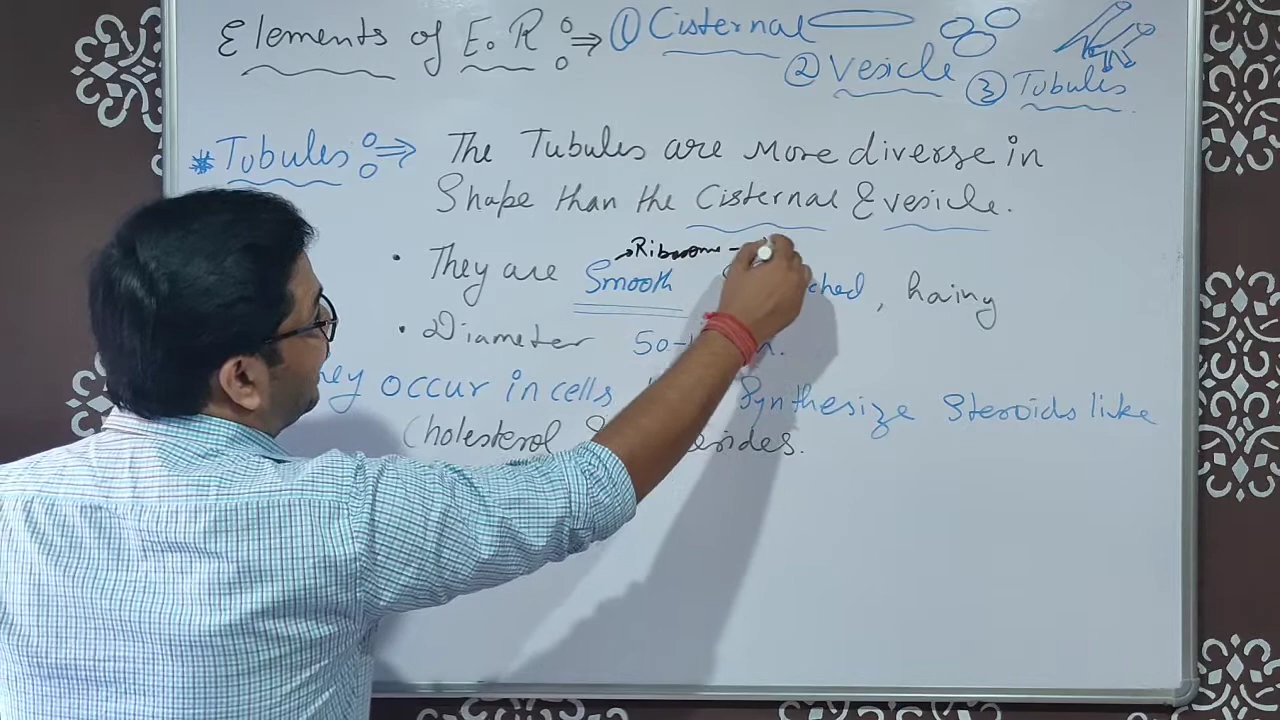 Elements of E.R :⇒ ① Cisternal
② Vesicle ③ Tubules
* Tubules :⇒ The Tubules are More diverse in
Shape than the Cisternal & vesicle.
→ Ribosome -
• They are Smooth , haing
• Diameter 50-
occur in cells Synthesize Steroids like
Cholesterol